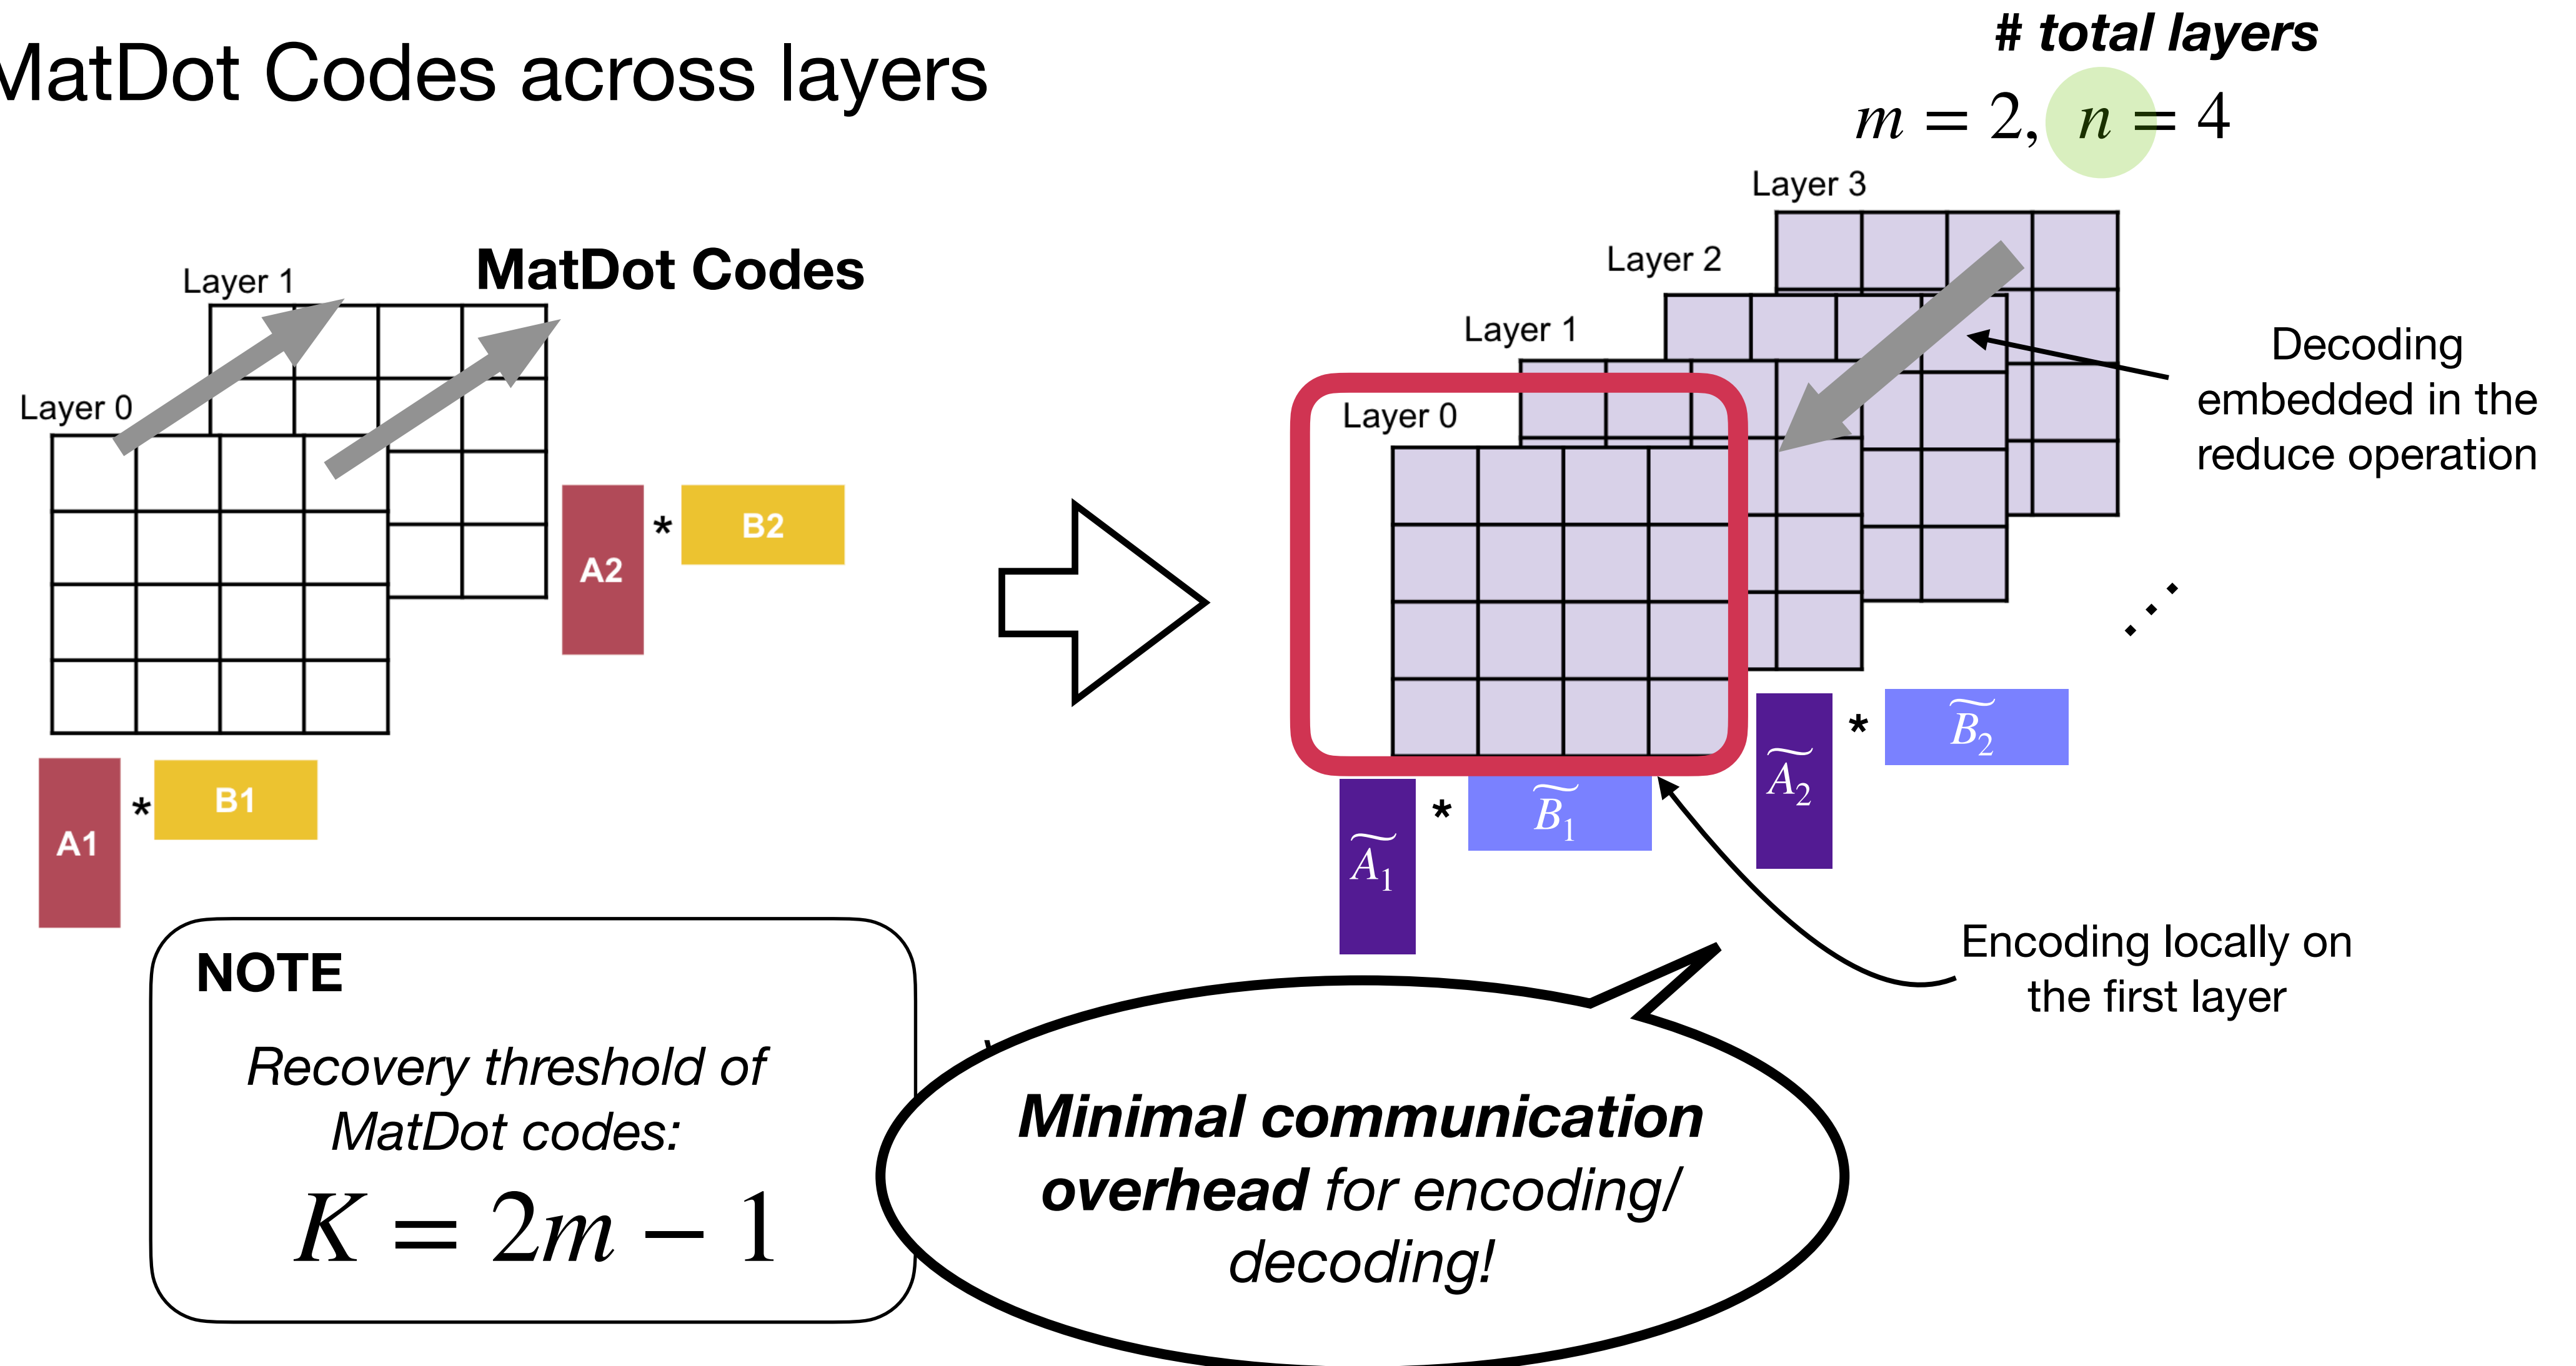 MatDot Codes across layers
# total layers
m = 2, n = 4
Layer 1
MatDot Codes
Layer 0
A2 * B2
A1 * B1
Layer 3
Layer 2
Layer 1
Layer 0
Decoding
embedded in the
reduce operation
Ã₂ * B̃₂
Ã₁ * B̃₁
Encoding locally on
the first layer
NOTE
Recovery threshold of
MatDot codes:
K = 2m − 1
Minimal communication
overhead for encoding/
decoding!